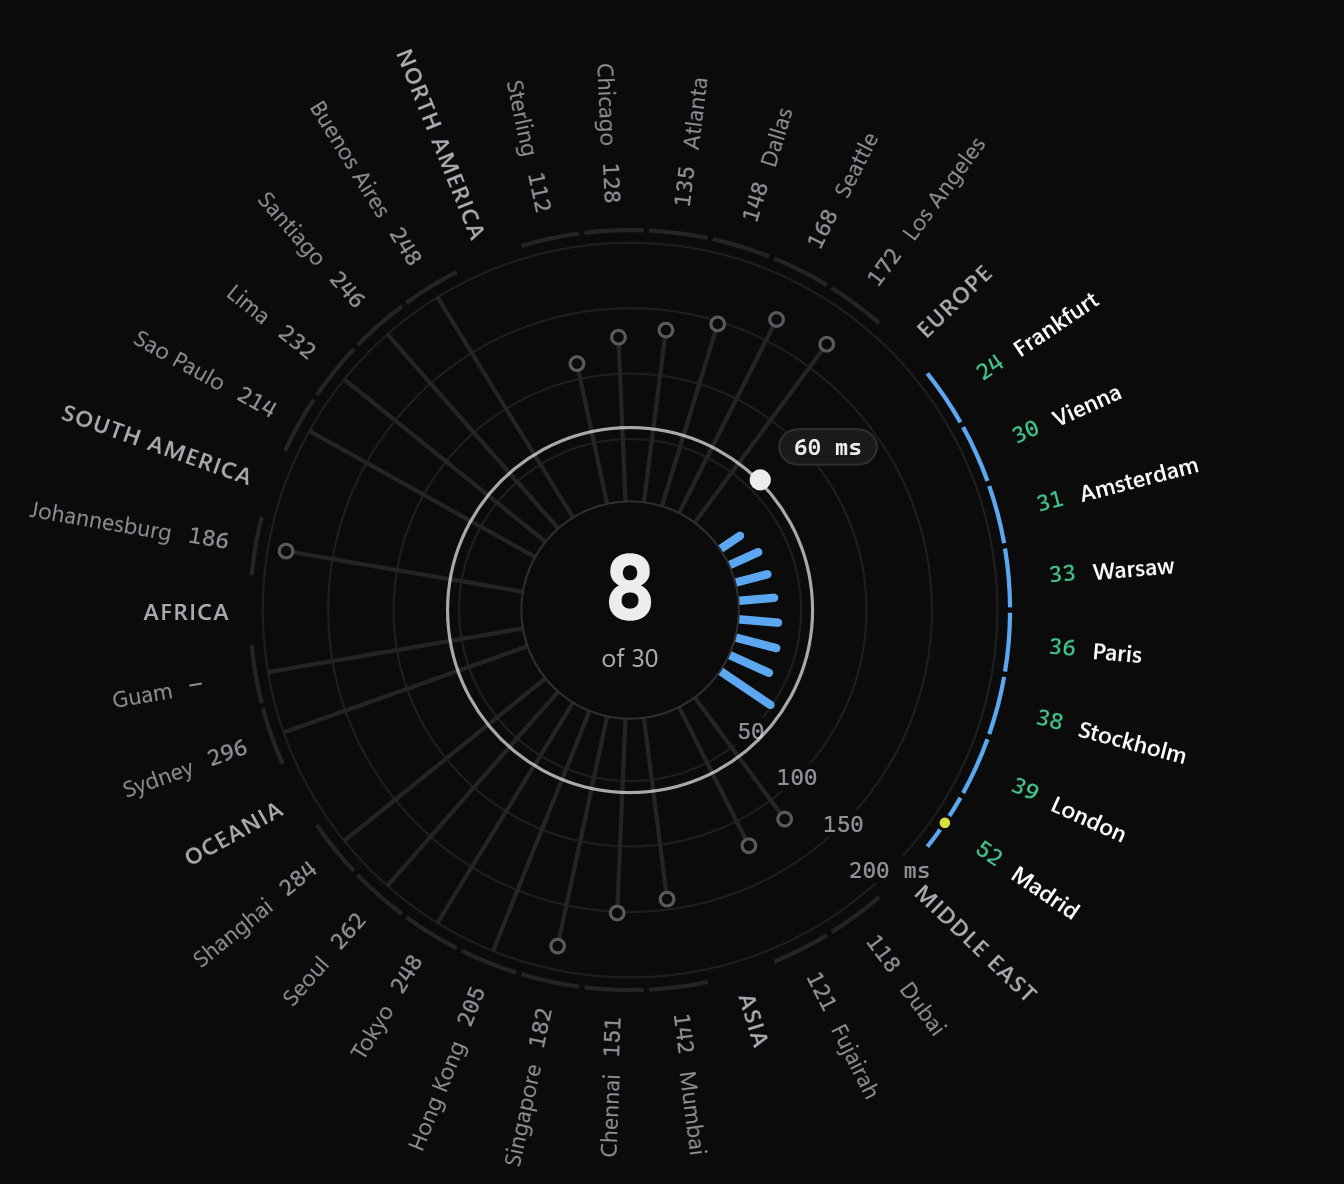 NORTH AMERICA
Sterling 112
Chicago 128
135 Atlanta
148 Dallas
168 Seattle
172 Los Angeles
EUROPE
24 Frankfurt
30 Vienna
31 Amsterdam
33 Warsaw
36 Paris
38 Stockholm
39 London
52 Madrid
MIDDLE EAST
118 Dubai
121 Fujairah
ASIA
142 Mumbai
Chennai 151
Singapore 182
Hong Kong 205
Tokyo 248
Seoul 262
Shanghai 284
OCEANIA
Sydney 296
Guam –
AFRICA
Johannesburg 186
SOUTH AMERICA
Sao Paulo 214
Lima 232
Santiago 246
Buenos Aires 248
60 ms
8
of 30
50
100
150
200 ms